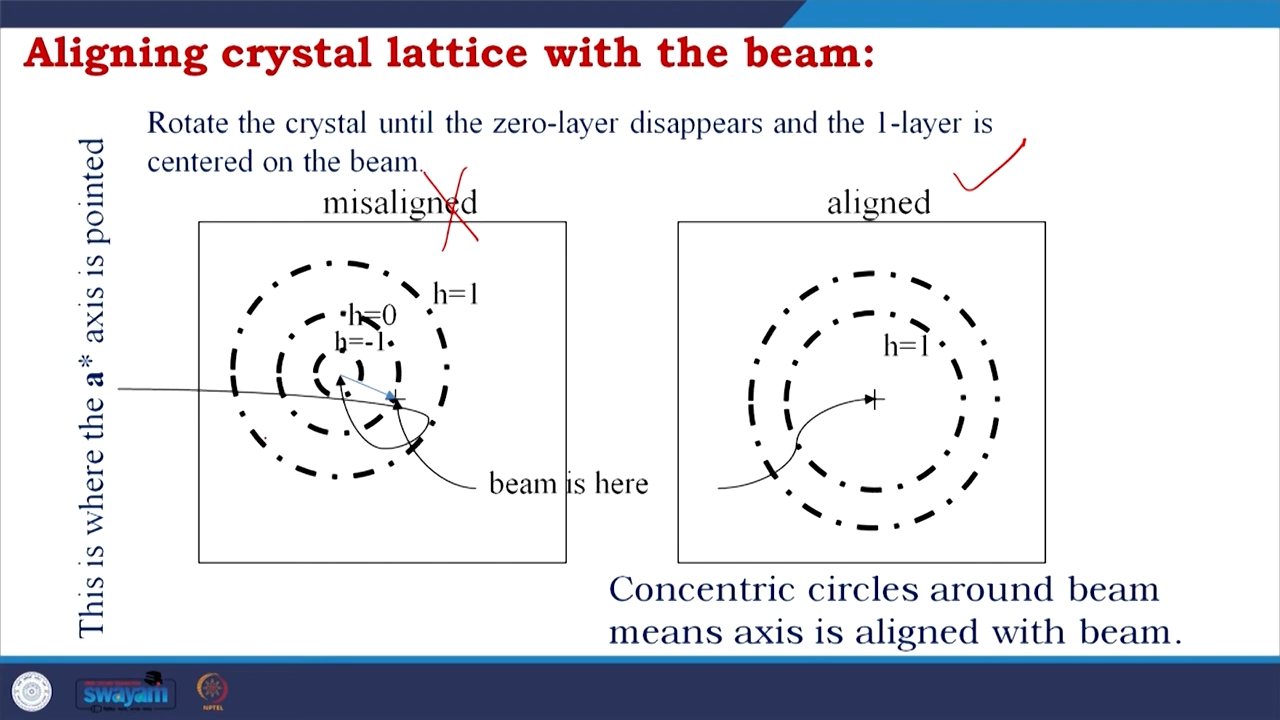 Aligning crystal lattice with the beam:
Rotate the crystal until the zero-layer disappears and the 1-layer is
centered on the beam.
This is where the a* axis is pointed
misaligned
aligned
h=1
h=0
h=-1
h=1
beam is here
Concentric circles around beam
means axis is aligned with beam.
swayam
NPTEL